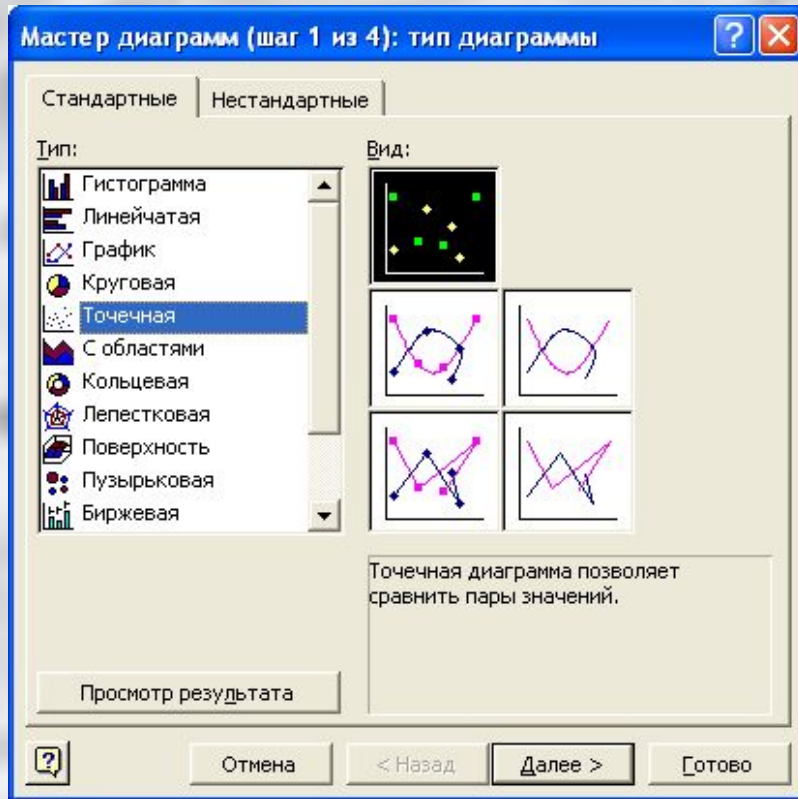 Мастер диаграмм (шаг 1 из 4): тип диаграммы
Стандартные
Нестандартные
Тип:
Вид:
Гистограмма
Линейчатая
График
Круговая
Точечная
С областями
Кольцевая
Лепестковая
Поверхность
Пузырьковая
Биржевая
Точечная диаграмма позволяет
сравнить пары значений.
Просмотр результата
Отмена
< Назад
Далее >
Готово